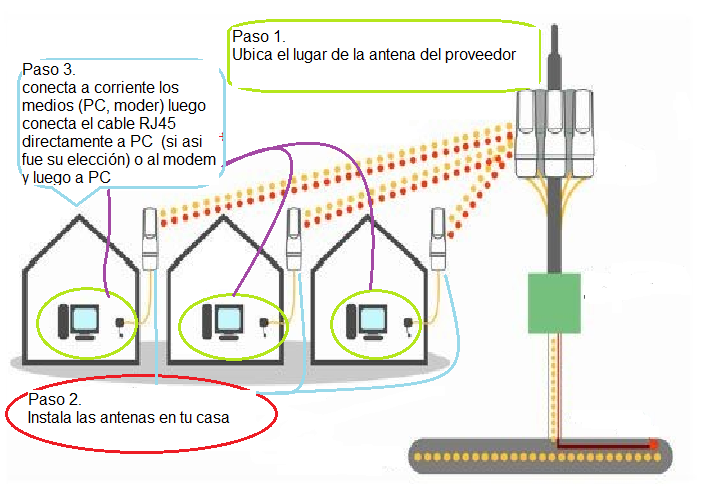 Paso 1.
Ubica el lugar de la antena del proveedor
Paso 3.
conecta a corriente los
medios (PC, moder) luego
conecta el cable RJ45
directamente a PC (si asi
fue su elección) o al modem
y luego a PC
Paso 2.
Instala las antenas en tu casa